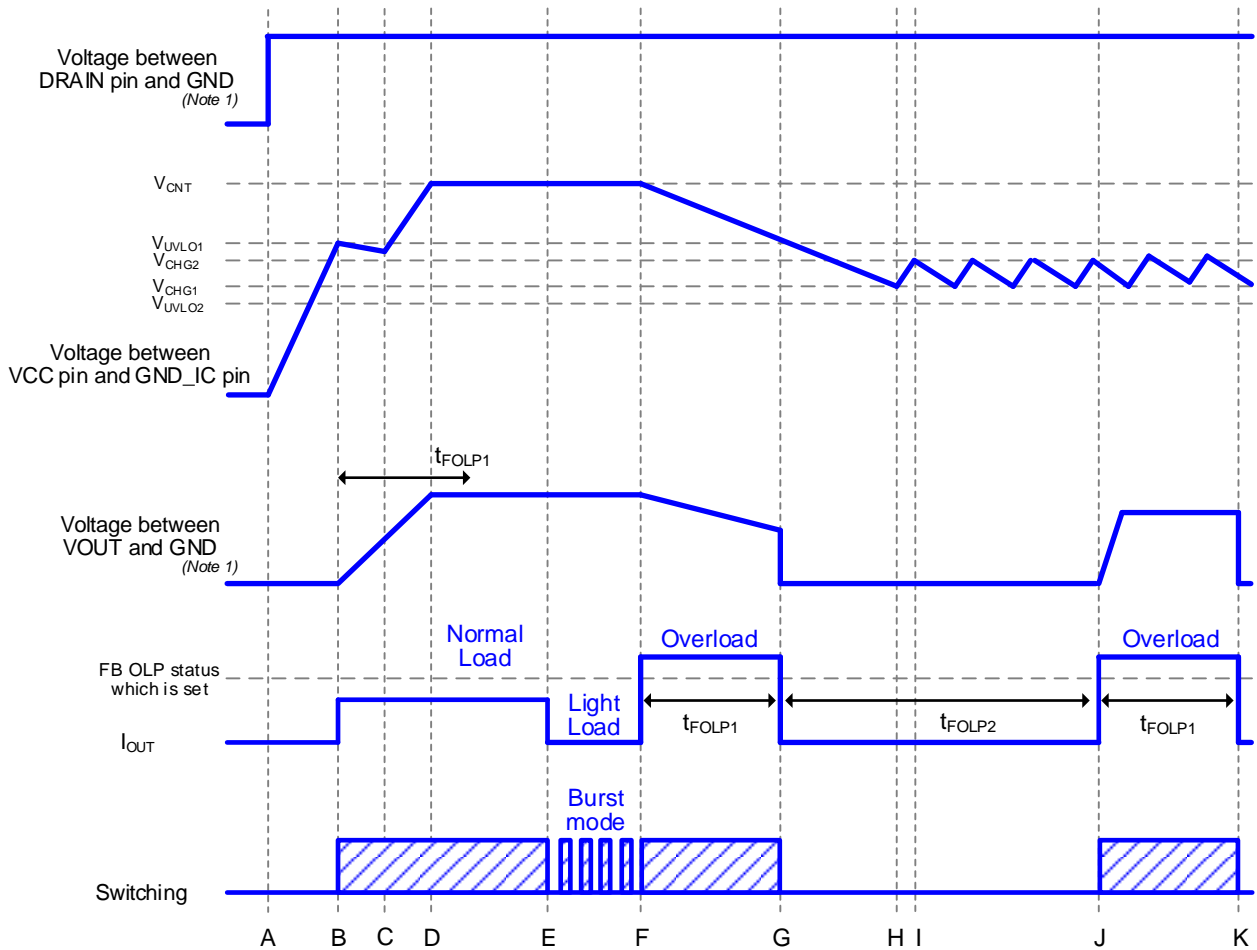 Voltage between
DRAIN pin and GND
(Note 1)
VCNT
VUVLO1
VCHG2
VCHG1
VUVLO2
Voltage between
VCC pin and GND_IC pin
tFOLP1
Voltage between
VOUT and GND
(Note 1)
Normal
Load
Overload
Overload
FB OLP status
which is set
Light
Load
tFOLP1
tFOLP2
tFOLP1
IOUT
Burst
mode
Switching
A B C D E F G H I J K